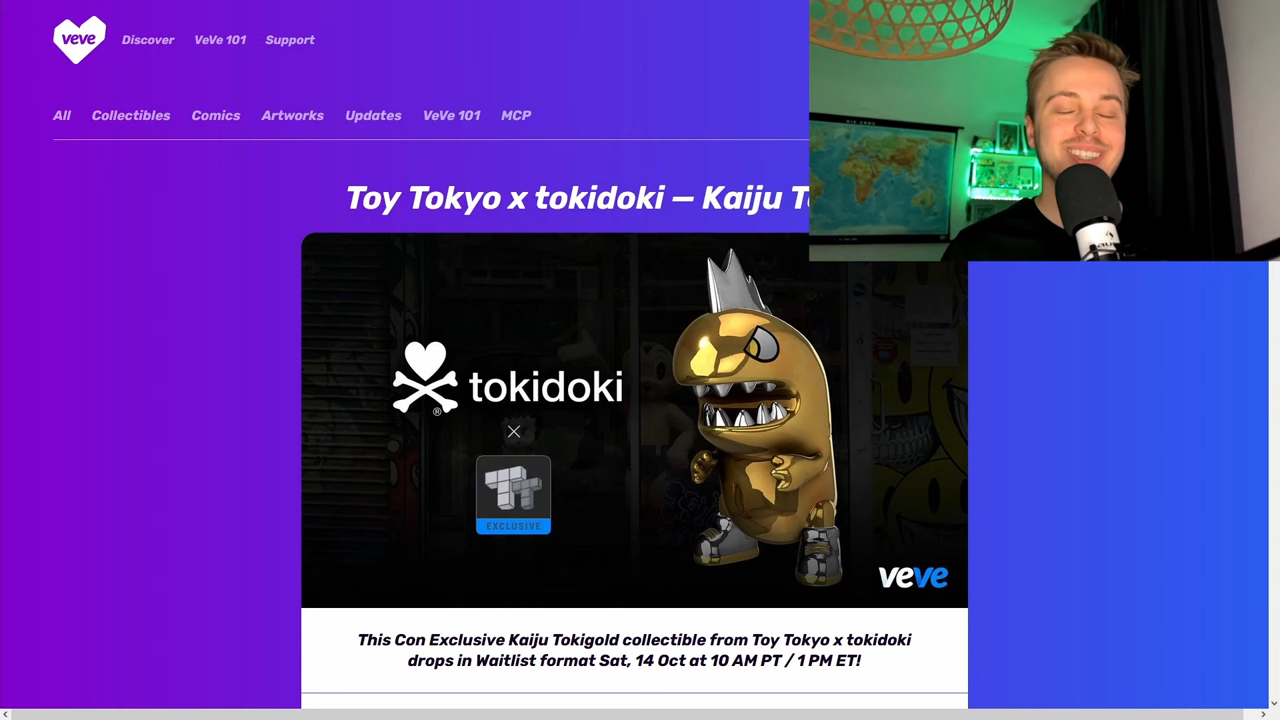 veve
Discover VeVe 101 Support
All Collectibles Comics Artworks Updates VeVe 101 MCP
Toy Tokyo x tokidoki — Kaiju
tokidoki
®
TT
EXCLUSIVE
veve
This Con Exclusive Kaiju Tokigold collectible from Toy Tokyo x tokidoki
drops in Waitlist format Sat, 14 Oct at 10 AM PT / 1 PM ET!